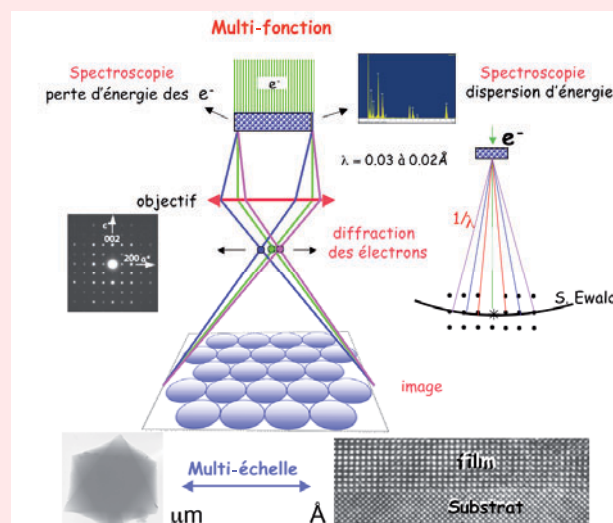 Multi-fonction
Spectroscopie
perte d'énergie des e-
e-
Spectroscopie
dispersion d'énergie
λ = 0.03 à 0.02Å
e-
objectif
c*
002
200 a*
diffraction
des électrons
1/λ
S. Ewald
image
Multi-échelle
µm
Å
film
Substrat